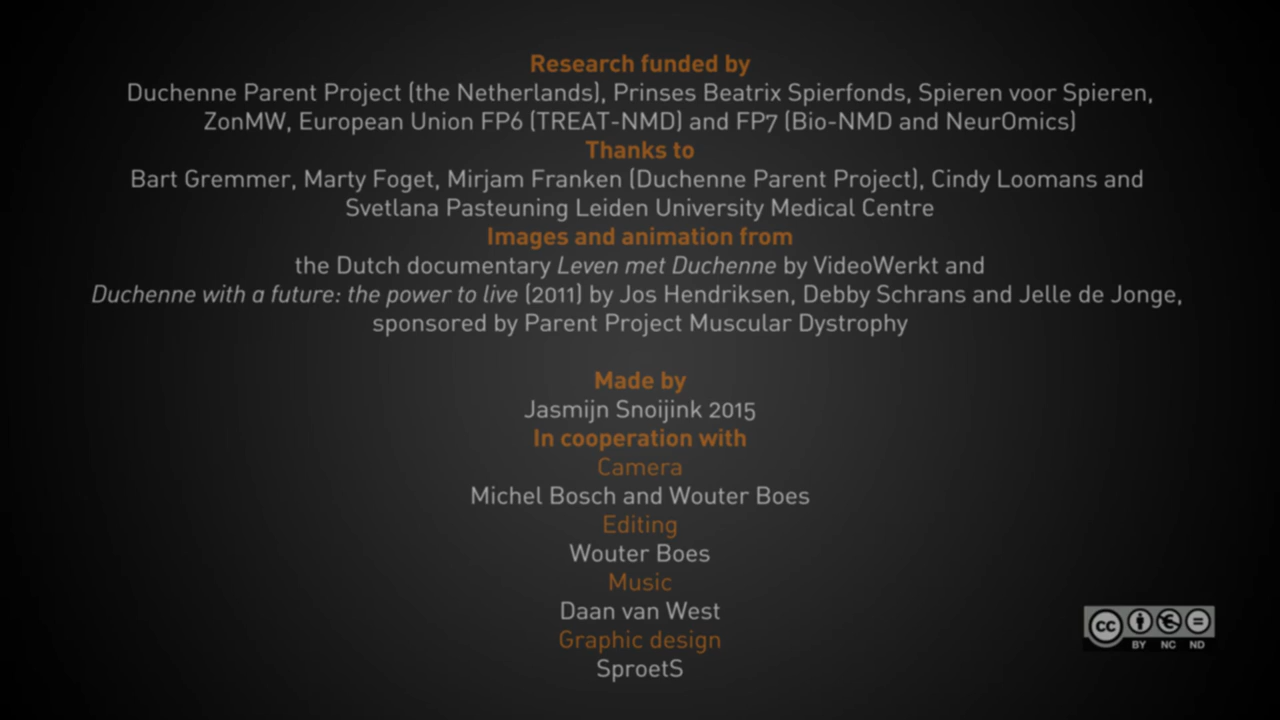 Research funded by
Duchenne Parent Project (the Netherlands), Prinses Beatrix Spierfonds, Spieren voor Spieren,
ZonMW, European Union FP6 (TREAT-NMD) and FP7 (Bio-NMD and NeurOmics)
Thanks to
Bart Gremmer, Marty Foget, Mirjam Franken (Duchenne Parent Project), Cindy Loomans and
Svetlana Pasteuning Leiden University Medical Centre
Images and animation from
the Dutch documentary Leven met Duchenne by VideoWerkt and
Duchenne with a future: the power to live (2011) by Jos Hendriksen, Debby Schrans and Jelle de Jonge,
sponsored by Parent Project Muscular Dystrophy
Made by
Jasmijn Snoijink 2015
In cooperation with
Camera
Michel Bosch and Wouter Boes
Editing
Wouter Boes
Music
Daan van West
Graphic design
SproetS
cc
BY NC ND